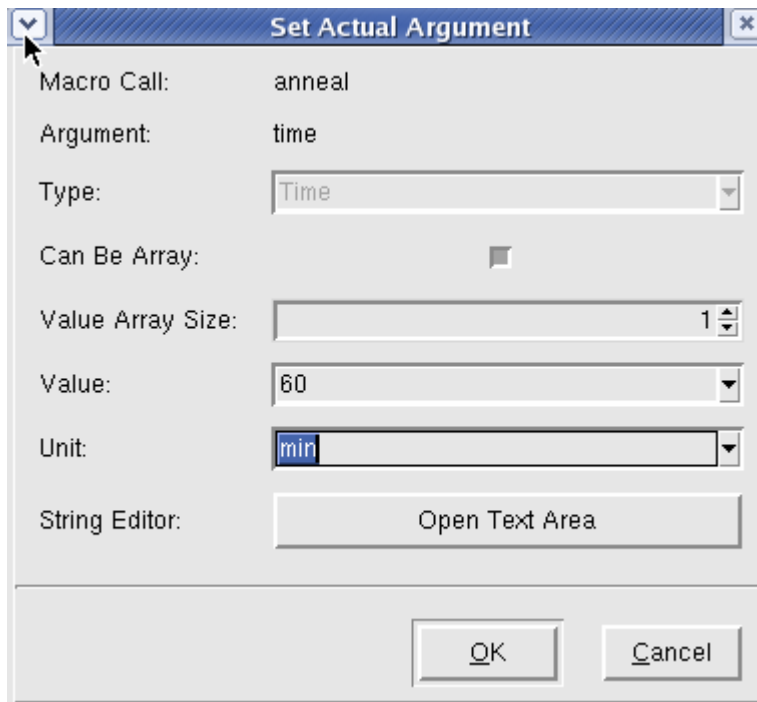 Set Actual Argument
Macro Call: anneal
Argument: time
Type: Time
Can Be Array:
Value Array Size: 1
Value: 60
Unit: min
String Editor: Open Text Area
OK Cancel